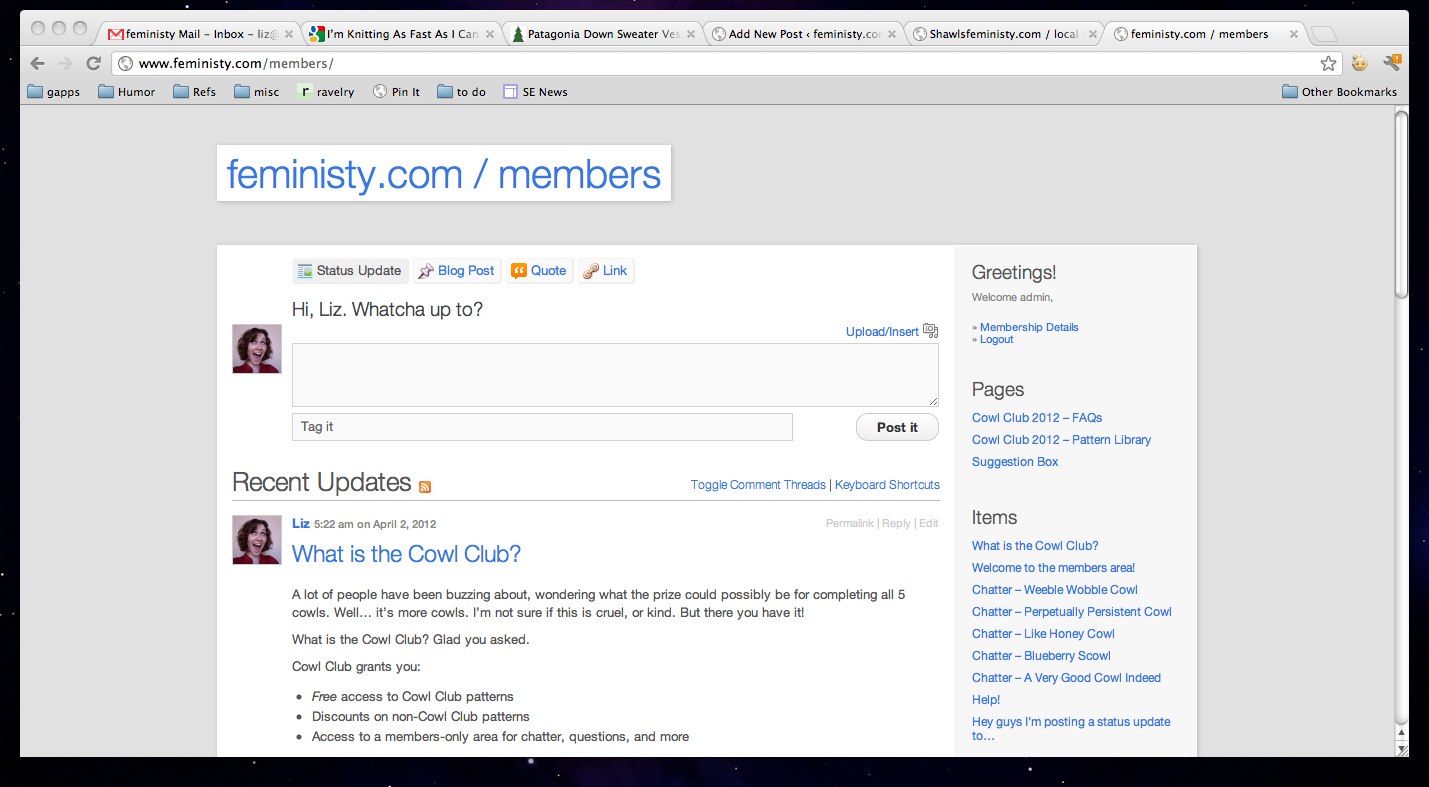 feministy Mail – Inbox – liz@
I'm Knitting As Fast As I Can
Patagonia Down Sweater Ves
Add New Post ‹ feministy.co
Shawlsfeministy.com / local
feministy.com / members
www.feministy.com/members/
gapps
Humor
Refs
misc
r ravelry
Pin It
to do
SE News
Other Bookmarks
feministy.com / members
Status Update
Blog Post
Quote
Link
Hi, Liz. Whatcha up to?
Upload/Insert
Tag it
Post it
Recent Updates
Toggle Comment Threads | Keyboard Shortcuts
Liz 5:22 am on April 2, 2012
Permalink | Reply | Edit
What is the Cowl Club?
A lot of people have been buzzing about, wondering what the prize could possibly be for completing all 5
cowls. Well… it's more cowls. I'm not sure if this is cruel, or kind. But there you have it!
What is the Cowl Club? Glad you asked.
Cowl Club grants you:
• Free access to Cowl Club patterns
• Discounts on non-Cowl Club patterns
• Access to a members-only area for chatter, questions, and more
Greetings!
Welcome admin,
» Membership Details
» Logout
Pages
Cowl Club 2012 – FAQs
Cowl Club 2012 – Pattern Library
Suggestion Box
Items
What is the Cowl Club?
Welcome to the members area!
Chatter – Weeble Wobble Cowl
Chatter – Perpetually Persistent Cowl
Chatter – Like Honey Cowl
Chatter – Blueberry Scowl
Chatter – A Very Good Cowl Indeed
Help!
Hey guys I'm posting a status update
to…